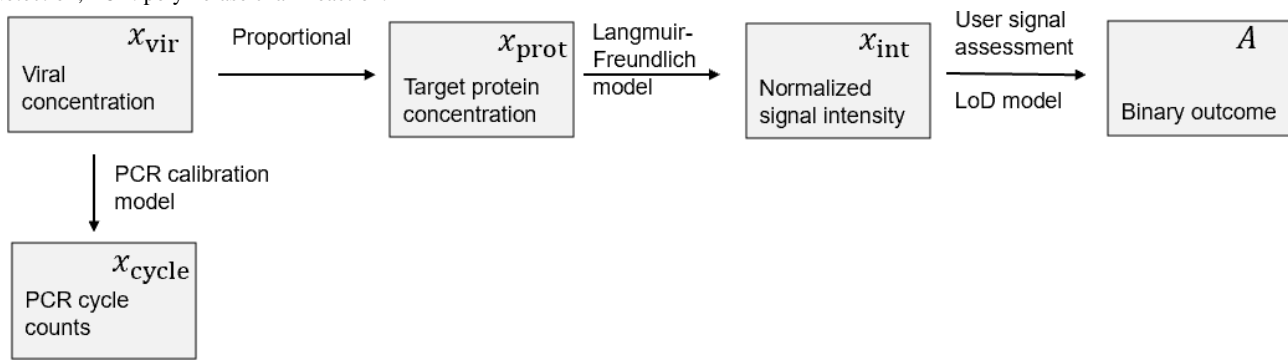 x_vir
Viral
concentration
Proportional
x_prot
Target protein
concentration
Langmuir-
Freundlich
model
x_int
Normalized
signal intensity
User signal
assessment
LoD model
A
Binary outcome
PCR calibration
model
x_cycle
PCR cycle
counts